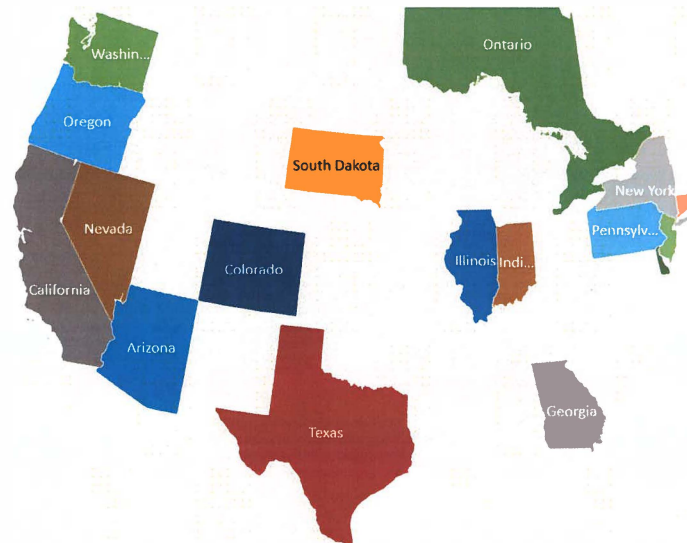 Washin...
Ontario
Oregon
South Dakota
New York
Nevada
Pennsylv...
Colorado
Illinois
Indi...
California
Arizona
Georgia
Texas